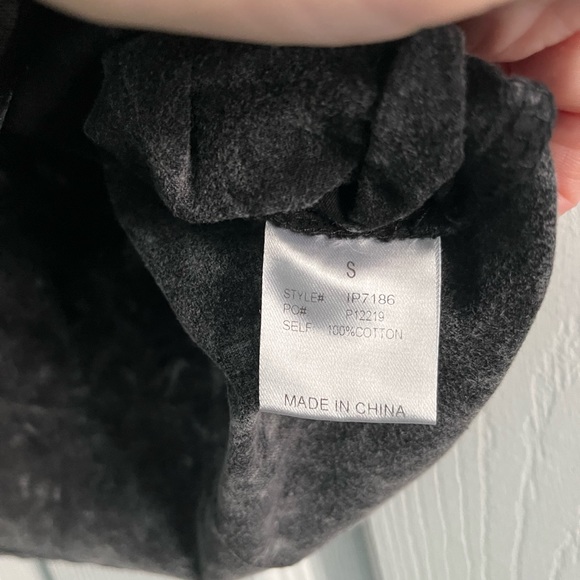 S
STYLE# IP7186
PO# P12219
SELF 100%COTTON
MADE IN CHINA